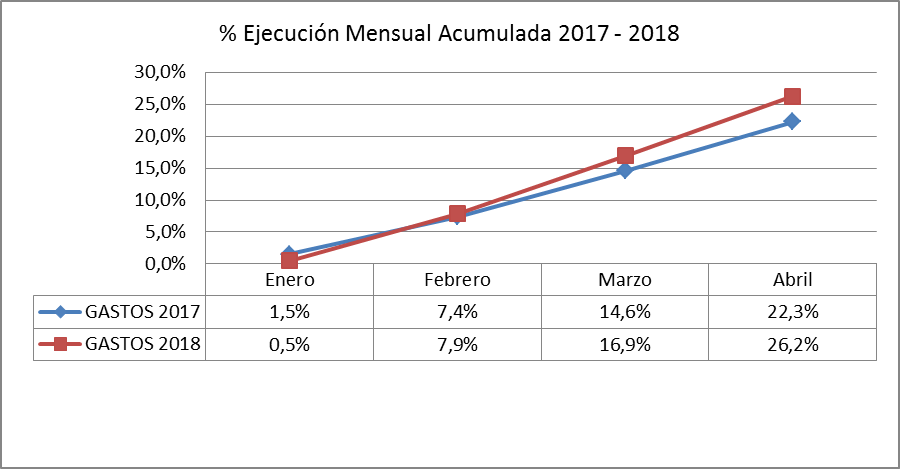 % Ejecución Mensual Acumulada 2017 - 2018
30,0%
25,0%
20,0%
15,0%
10,0%
5,0%
0,0%
Enero Febrero Marzo Abril
GASTOS 2017 1,5% 7,4% 14,6% 22,3%
GASTOS 2018 0,5% 7,9% 16,9% 26,2%